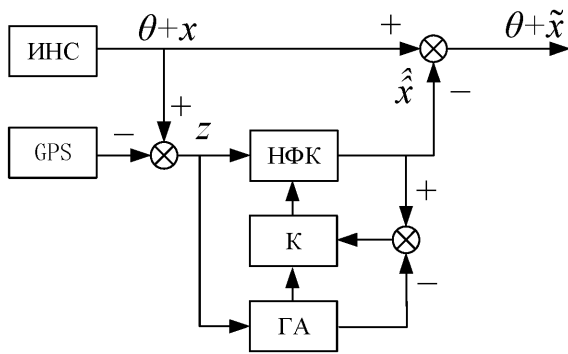 ИНС
θ+x
+
θ+x̃
x̂̂
−
+
GPS
−
z
НФК
+
К
−
ГА